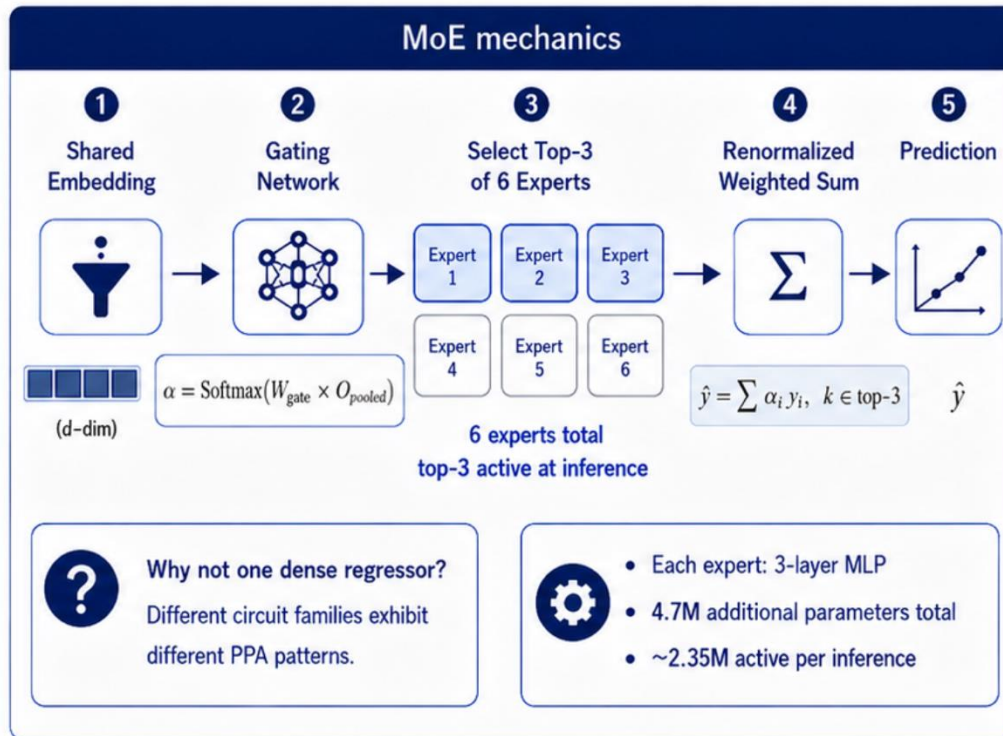 MoE mechanics
1
Shared
Embedding
(d-dim)
2
Gating
Network
α = Softmax(W_gate × O_pooled)
3
Select Top-3
of 6 Experts
Expert
1
Expert
2
Expert
3
Expert
4
Expert
5
Expert
6
6 experts total
top-3 active at inference
4
Renormalized
Weighted Sum
Σ
ŷ = ∑ α_i y_i, k ∈ top-3
5
Prediction
ŷ
?
Why not one dense regressor?
Different circuit families exhibit
different PPA patterns.
• Each expert: 3-layer MLP
• 4.7M additional parameters total
• ~2.35M active per inference